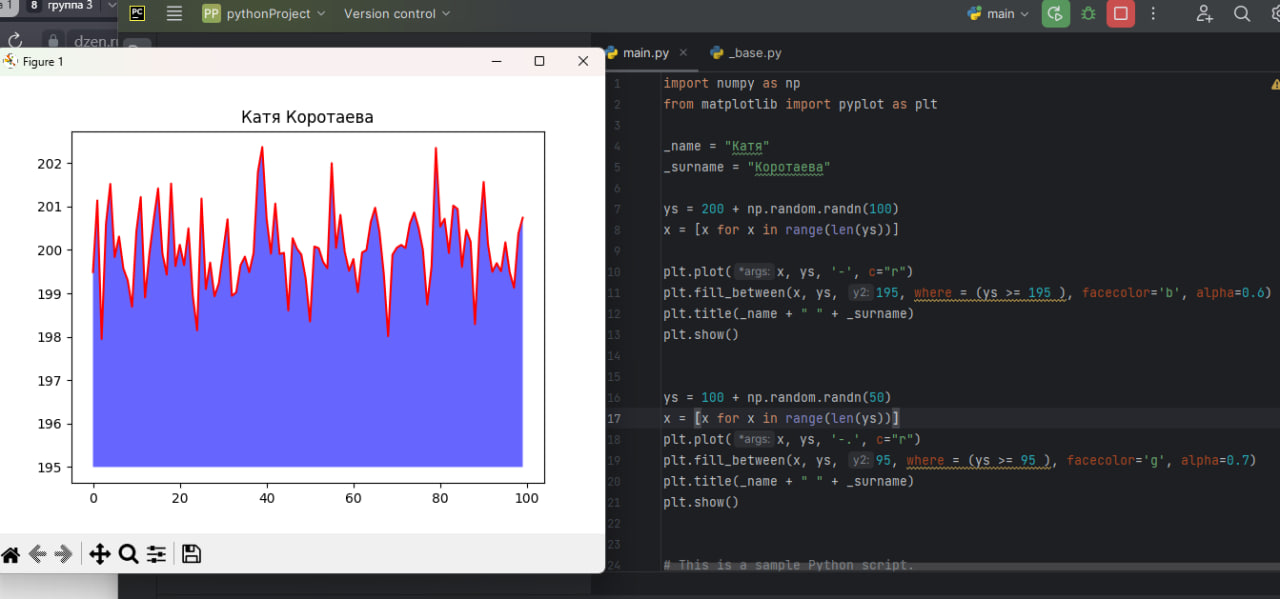 8 группа 3
dzen.ru
PC PP pythonProject Version control main
Figure 1
Катя Коротаева
202
201
200
199
198
197
196
195
0 20 40 60 80 100
main.py _base.py
1 import numpy as np
2 from matplotlib import pyplot as plt
3
4 _name = "Катя"
5 _surname = "Коротаева"
6
7 ys = 200 + np.random.randn(100)
8 x = [x for x in range(len(ys))]
9
10 plt.plot( *args: x, ys, '-', c="r")
11 plt.fill_between(x, ys, y2: 195, where = (ys >= 195 ), facecolor='b', alpha=0.6)
12 plt.title(_name + " " + _surname)
13 plt.show()
14
15
16 ys = 100 + np.random.randn(50)
17 x = [x for x in range(len(ys))]
18 plt.plot( *args: x, ys, '-.', c="r")
19 plt.fill_between(x, ys, y2: 95, where = (ys >= 95 ), facecolor='g', alpha=0.7)
20 plt.title(_name + " " + _surname)
21 plt.show()
22
23
24 # This is a sample Python script.